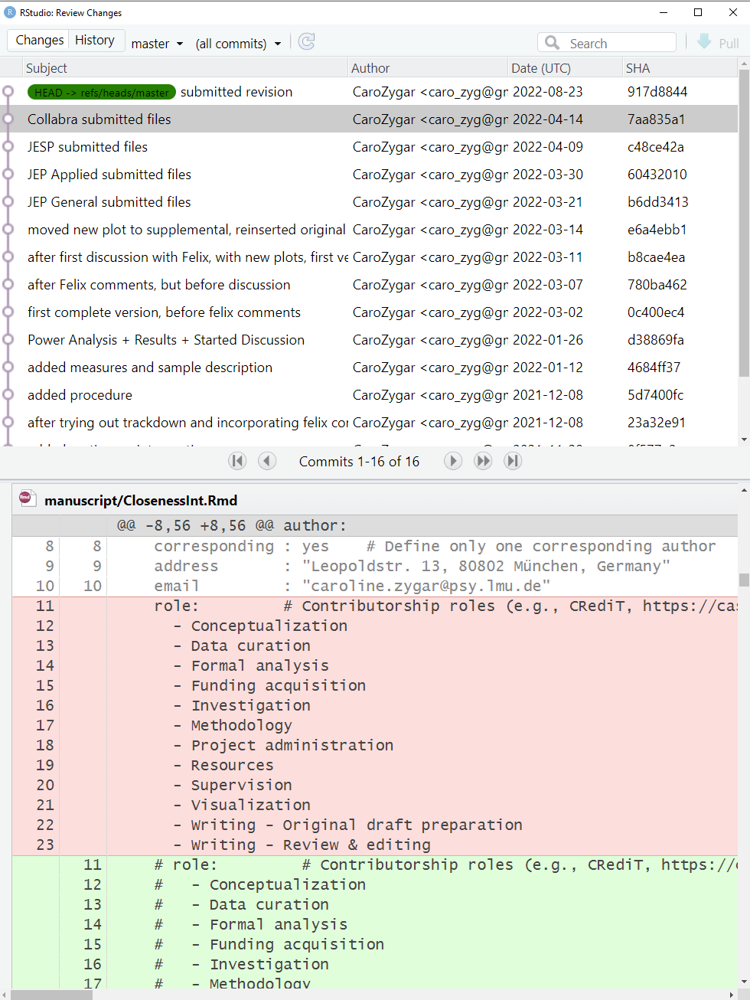 RStudio: Review Changes
Changes History master (all commits) Search Pull
Subject Author Date (UTC) SHA
HEAD -> refs/heads/master submitted revision CaroZygar <caro_zyg@gr 2022-08-23 917d8844
Collabra submitted files CaroZygar <caro_zyg@gr 2022-04-14 7aa835a1
JESP submitted files CaroZygar <caro_zyg@gr 2022-04-09 c48ce42a
JEP Applied submitted files CaroZygar <caro_zyg@gr 2022-03-30 60432010
JEP General submitted files CaroZygar <caro_zyg@gr 2022-03-21 b6dd3413
moved new plot to supplemental, reinserted original CaroZygar <caro_zyg@gr 2022-03-14 e6a4ebb1
after first discussion with Felix, with new plots, first ve CaroZygar <caro_zyg@gr 2022-03-11 b8cae4ea
after Felix comments, but before discussion CaroZygar <caro_zyg@gr 2022-03-07 780ba462
first complete version, before felix comments CaroZygar <caro_zyg@gr 2022-03-02 0c400ec4
Power Analysis + Results + Started Discussion CaroZygar <caro_zyg@gr 2022-01-26 d38869fa
added measures and sample description CaroZygar <caro_zyg@gr 2022-01-12 4684ff37
added procedure CaroZygar <caro_zyg@gr 2021-12-08 5d7400fc
after trying out trackdown and incorporating felix cor CaroZygar <caro_zyg@gr 2021-12-08 23a32e91
Commits 1-16 of 16
manuscript/ClosenessInt.Rmd
@@ -8,56 +8,56 @@ author:
8 8 corresponding : yes # Define only one corresponding author
9 9 address : "Leopoldstr. 13, 80802 München, Germany"
10 10 email : "caroline.zygar@psy.lmu.de"
11 role: # Contributorship roles (e.g., CRediT, https://cas
12 - Conceptualization
13 - Data curation
14 - Formal analysis
15 - Funding acquisition
16 - Investigation
17 - Methodology
18 - Project administration
19 - Resources
20 - Supervision
21 - Visualization
22 - Writing - Original draft preparation
23 - Writing - Review & editing
11 # role: # Contributorship roles (e.g., CRediT, https://c
12 # - Conceptualization
13 # - Data curation
14 # - Formal analysis
15 # - Funding acquisition
16 # - Investigation
17 # - Methodology